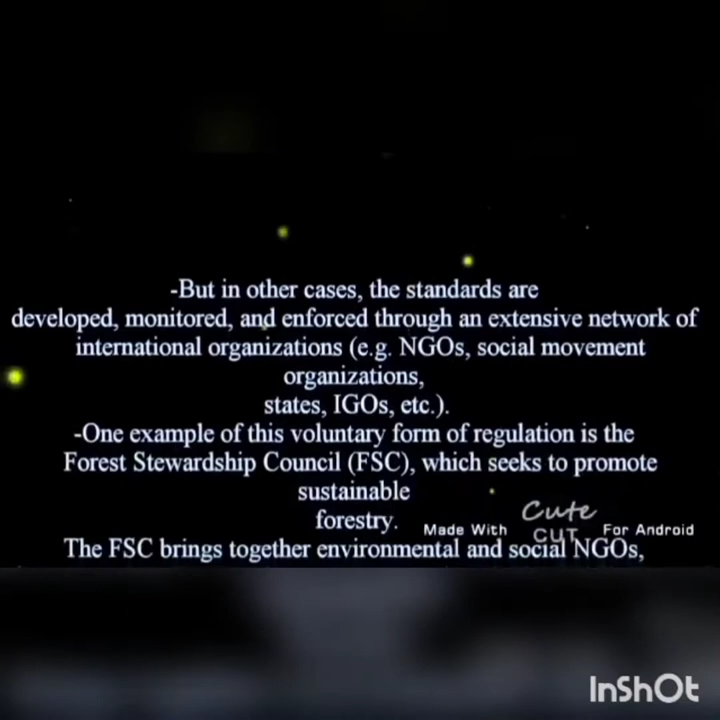 -But in other cases, the standards are
developed, monitored, and enforced through an extensive network of
international organizations (e.g. NGOs, social movement
organizations,
states, IGOs, etc.).
-One example of this voluntary form of regulation is the
Forest Stewardship Council (FSC), which seeks to promote
sustainable
forestry.
Made With Cute CUT For Android
The FSC brings together environmental and social NGOs,
InShOt